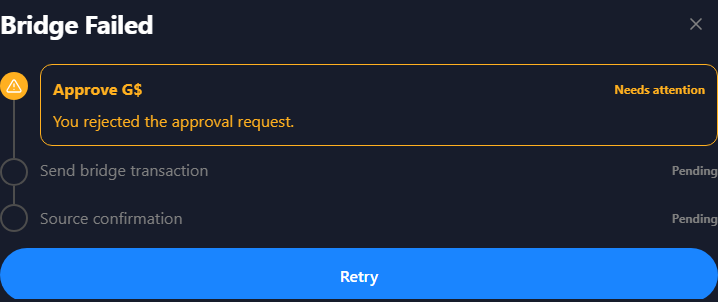 Bridge Failed
Approve G$
Needs attention
You rejected the approval request.
Send bridge transaction
Pending
Source confirmation
Pending
Retry